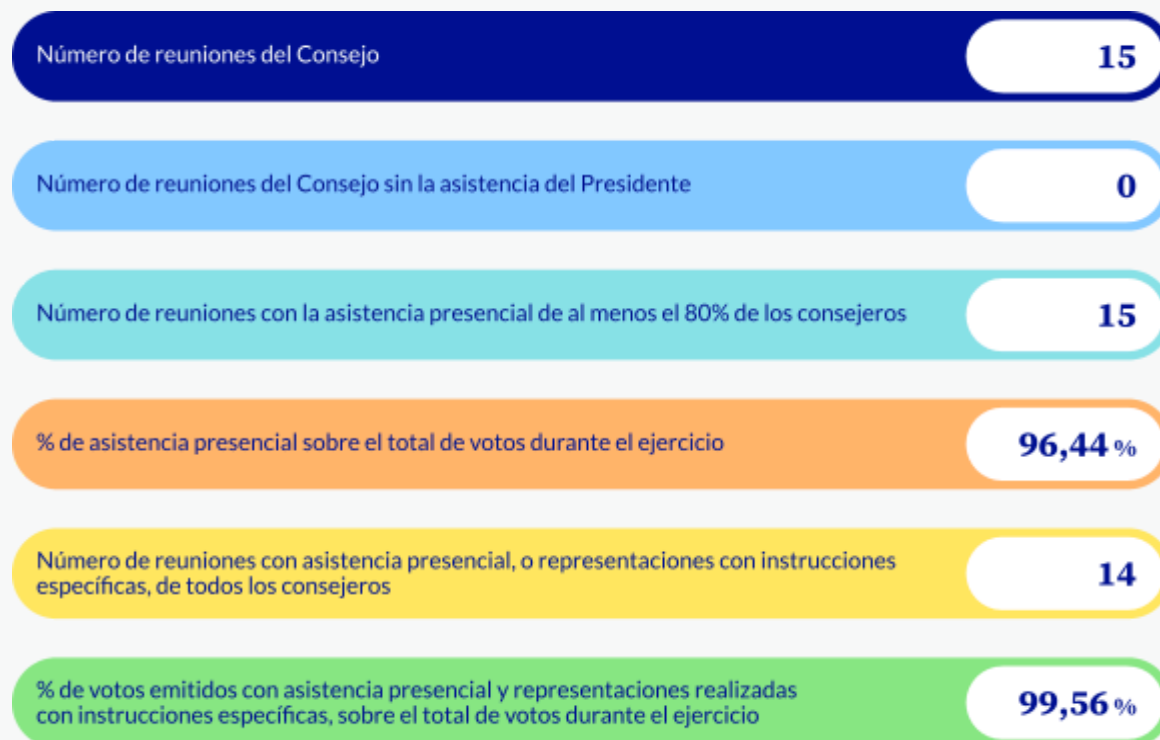 Número de reuniones del Consejo
15
Número de reuniones del Consejo sin la asistencia del Presidente
0
Número de reuniones con la asistencia presencial de al menos el 80% de los consejeros
15
% de asistencia presencial sobre el total de votos durante el ejercicio
96,44 %
Número de reuniones con asistencia presencial, o representaciones con instrucciones
específicas, de todos los consejeros
14
% de votos emitidos con asistencia presencial y representaciones realizadas
con instrucciones específicas, sobre el total de votos durante el ejercicio
99,56 %